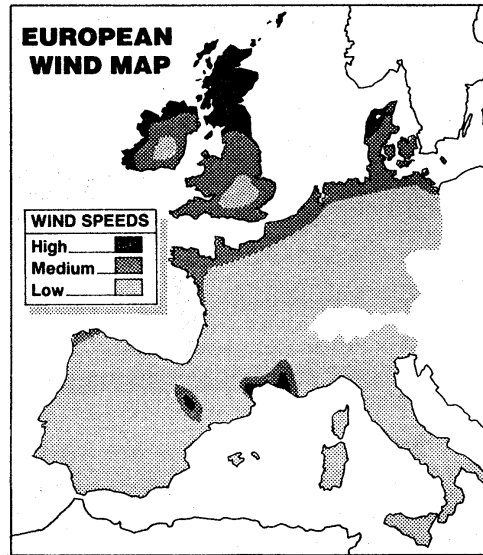 EUROPEAN
WIND MAP
WIND SPEEDS
High
Medium
Low